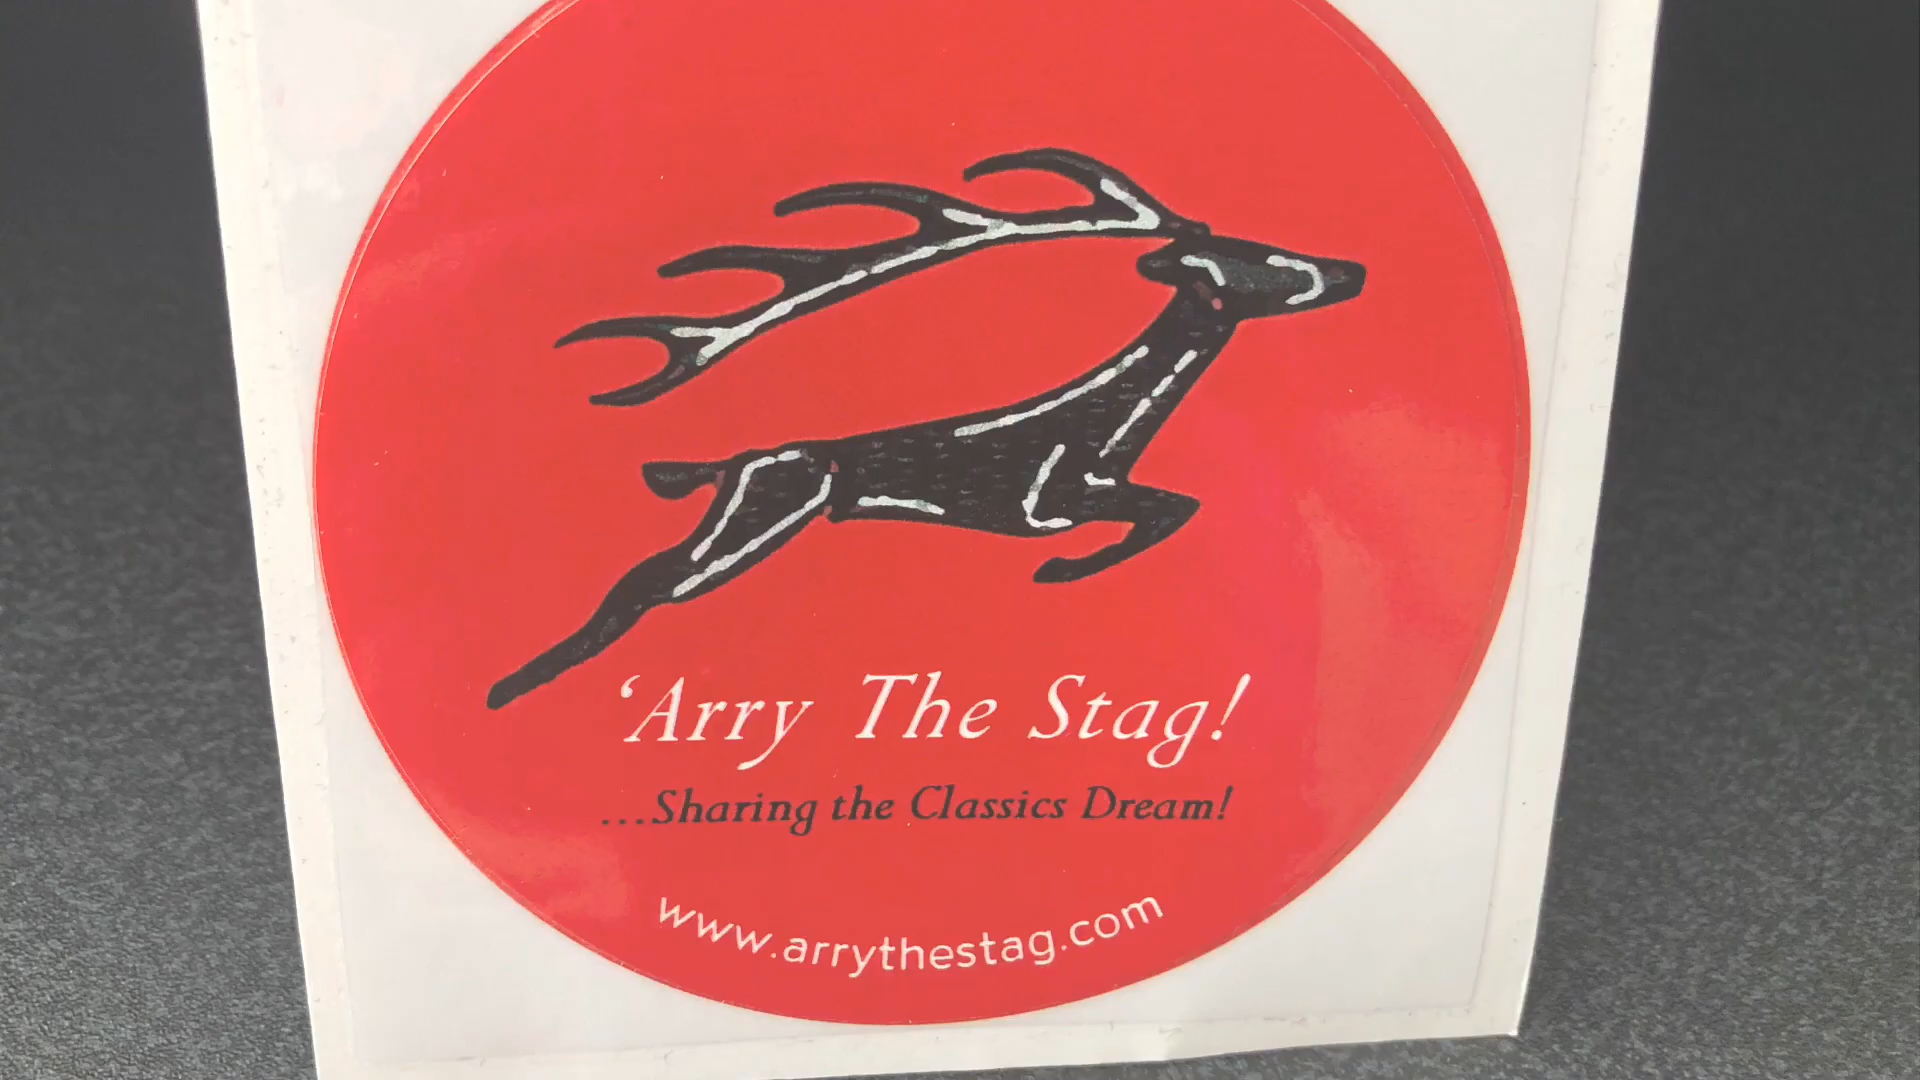 ‘Arry The Stag!
...Sharing the Classics Dream!
www.arrythestag.com